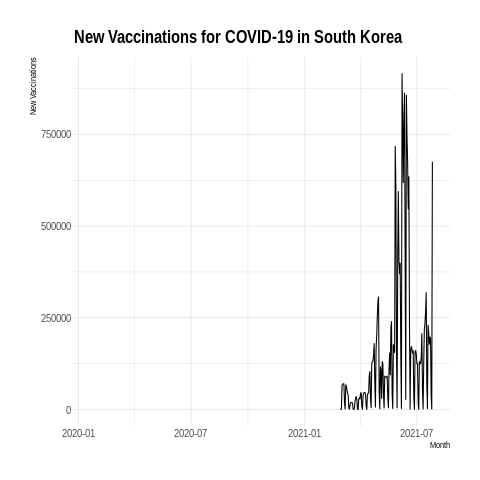 New Vaccinations for COVID-19 in South Korea
New Vaccinations
750000
500000
250000
0
2020-01 2020-07 2021-01 2021-07
Month